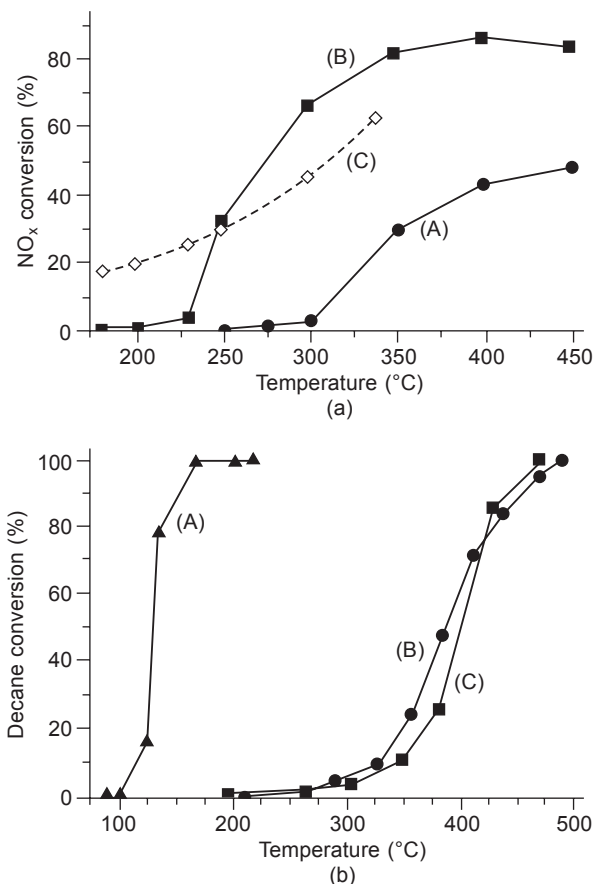 80
60
40
20
0
NOx conversion (%)
(B)
(C)
(A)
200 250 300 350 400 450
Temperature (°C)
(a)
100
80
60
40
20
0
Decane conversion (%)
(A)
(B)
(C)
100 200 300 400 500
Temperature (°C)
(b)